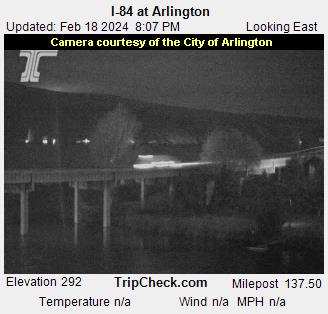 I-84 at Arlington
Updated: Feb 18 2024 8:07 PM Looking East
Camera courtesy of the City of Arlington
Elevation 292 TripCheck.com Milepost 137.50
Temperature n/a Wind n/a MPH n/a